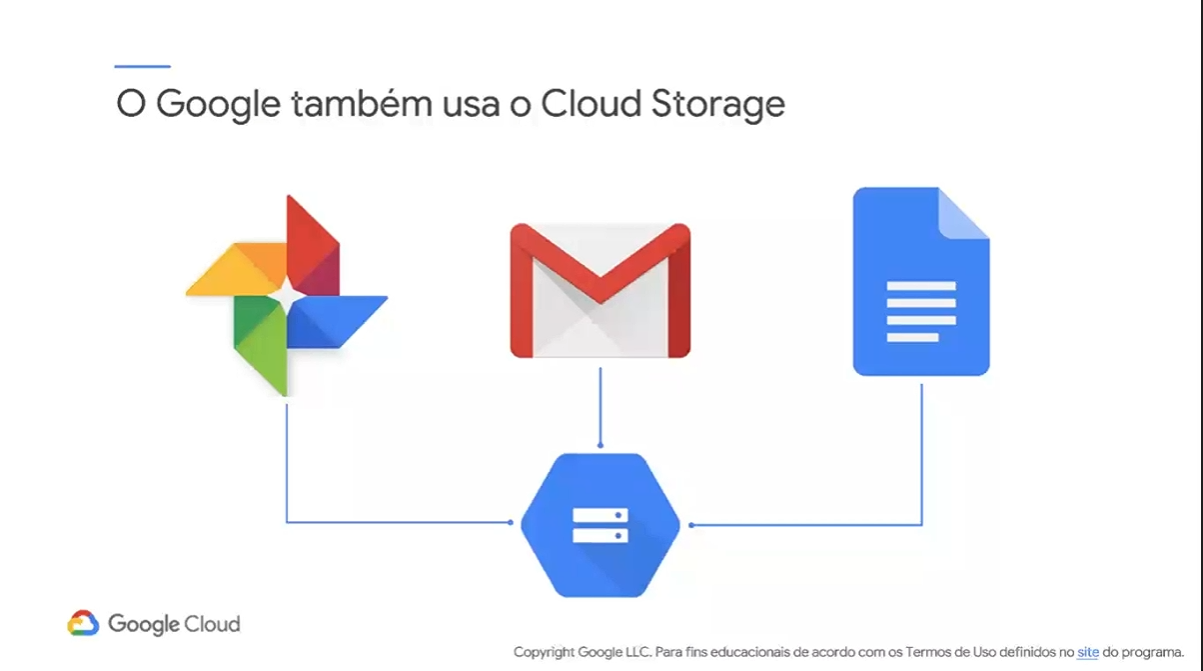 O Google também usa o Cloud Storage
Google Cloud
Copyright Google LLC. Para fins educacionais de acordo com os Termos de Uso definidos no site do programa.